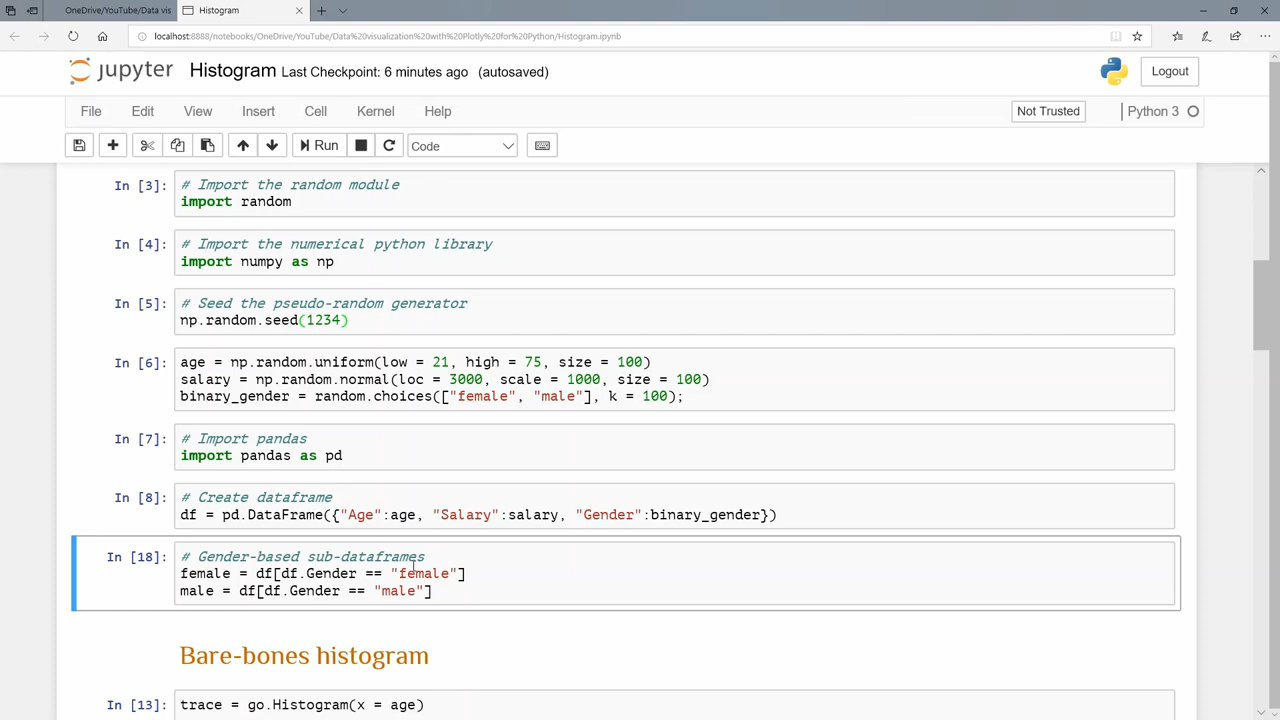 OneDrive/YouTube/Data vis
Histogram
localhost:8888/notebooks/OneDrive/YouTube/Data%20visualization%20with%20Plotly%20for%20Python/Histogram.ipynb
jupyter Histogram Last Checkpoint: 6 minutes ago (autosaved) Logout
File Edit View Insert Cell Kernel Help Not Trusted Python 3
Run Code
In [3]: # Import the random module
import random
In [4]: # Import the numerical python library
import numpy as np
In [5]: # Seed the pseudo-random generator
np.random.seed(1234)
In [6]: age = np.random.uniform(low = 21, high = 75, size = 100)
salary = np.random.normal(loc = 3000, scale = 1000, size = 100)
binary_gender = random.choices(["female", "male"], k = 100);
In [7]: # Import pandas
import pandas as pd
In [8]: # Create dataframe
df = pd.DataFrame({"Age":age, "Salary":salary, "Gender":binary_gender})
In [18]: # Gender-based sub-dataframes
female = df[df.Gender == "female"]
male = df[df.Gender == "male"]
Bare-bones histogram
In [13]: trace = go.Histogram(x = age)